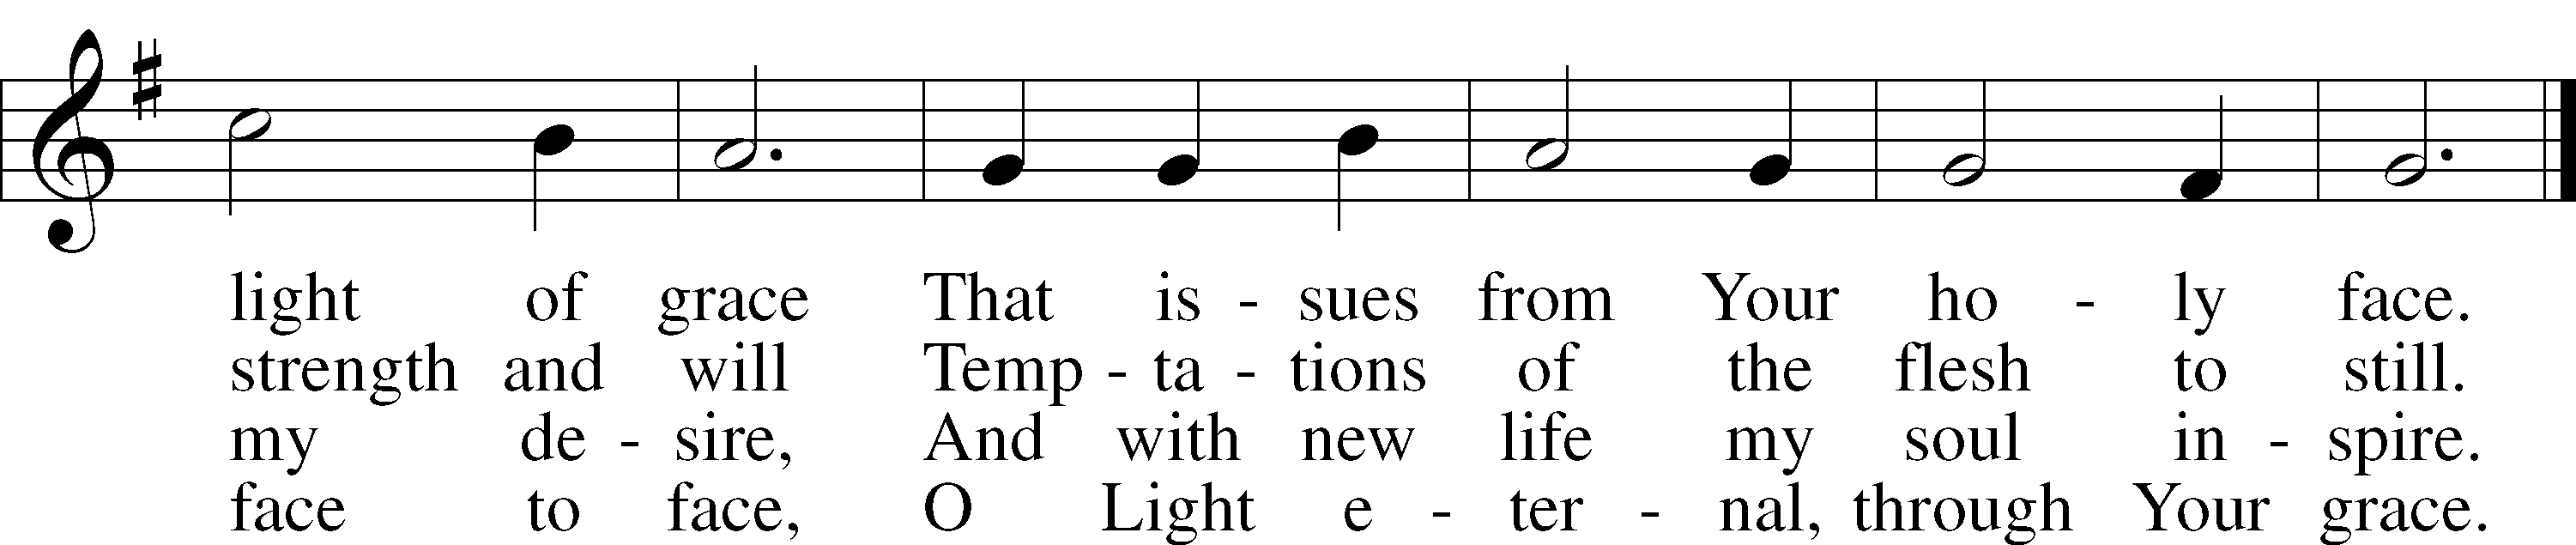 light of grace That is - sues from Your ho - ly face.
strength and will Temp - ta - tions of the flesh to still.
my de - sire, And with new life my soul in - spire.
face to face, O Light e - ter - nal, through Your grace.